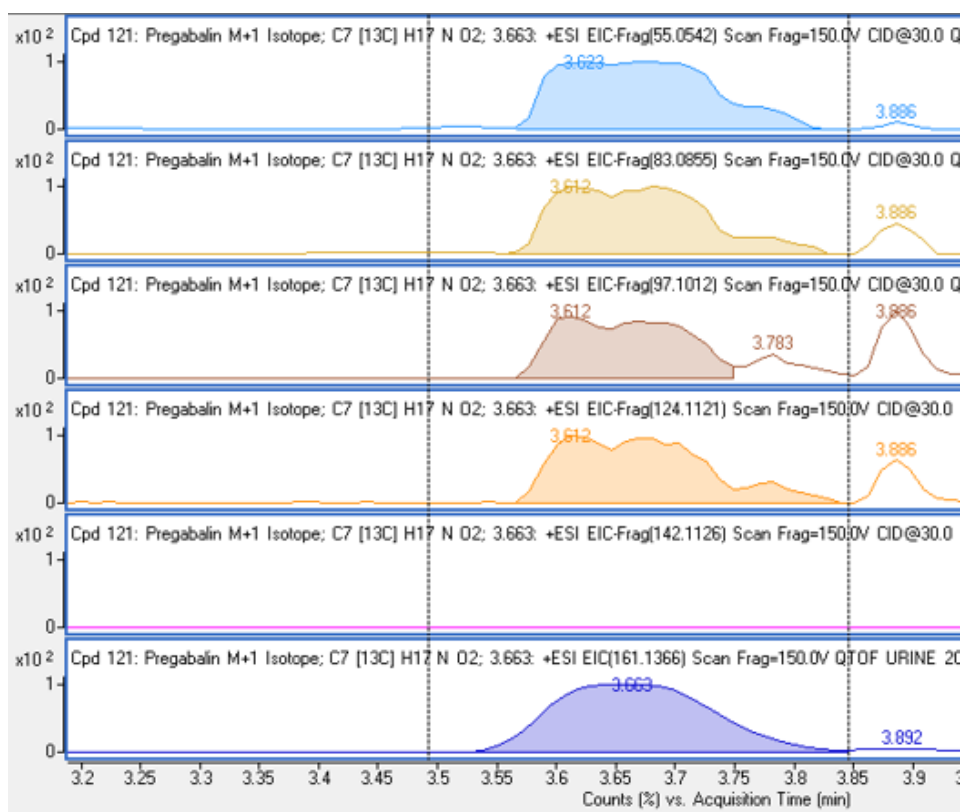 x10 2 Cpd 121: Pregabalin M+1 Isotope; C7 [13C] H17 N O2; 3.663: +ESI EIC-Frag(55.0542) Scan Frag=150.0V CID@30.0 Q
1
3.623
3.886
0
x10 2 Cpd 121: Pregabalin M+1 Isotope; C7 [13C] H17 N O2; 3.663: +ESI EIC-Frag(83.0855) Scan Frag=150.0V CID@30.0 Q
1
3.612
3.886
0
x10 2 Cpd 121: Pregabalin M+1 Isotope; C7 [13C] H17 N O2; 3.663: +ESI EIC-Frag(97.1012) Scan Frag=150.0V CID@30.0 Q
1
3.612
3.886
3.783
0
x10 2 Cpd 121: Pregabalin M+1 Isotope; C7 [13C] H17 N O2; 3.663: +ESI EIC-Frag(124.1121) Scan Frag=150.0V CID@30.0
1
3.612
3.886
0
x10 2 Cpd 121: Pregabalin M+1 Isotope; C7 [13C] H17 N O2; 3.663: +ESI EIC-Frag(142.1126) Scan Frag=150.0V CID@30.0
1
0
x10 2 Cpd 121: Pregabalin M+1 Isotope; C7 [13C] H17 N O2; 3.663: +ESI EIC(161.1366) Scan Frag=150.0V QTOF URINE 20
1
3.663
3.892
0
3.2 3.25 3.3 3.35 3.4 3.45 3.5 3.55 3.6 3.65 3.7 3.75 3.8 3.85 3.9
Counts (%) vs. Acquisition Time (min)